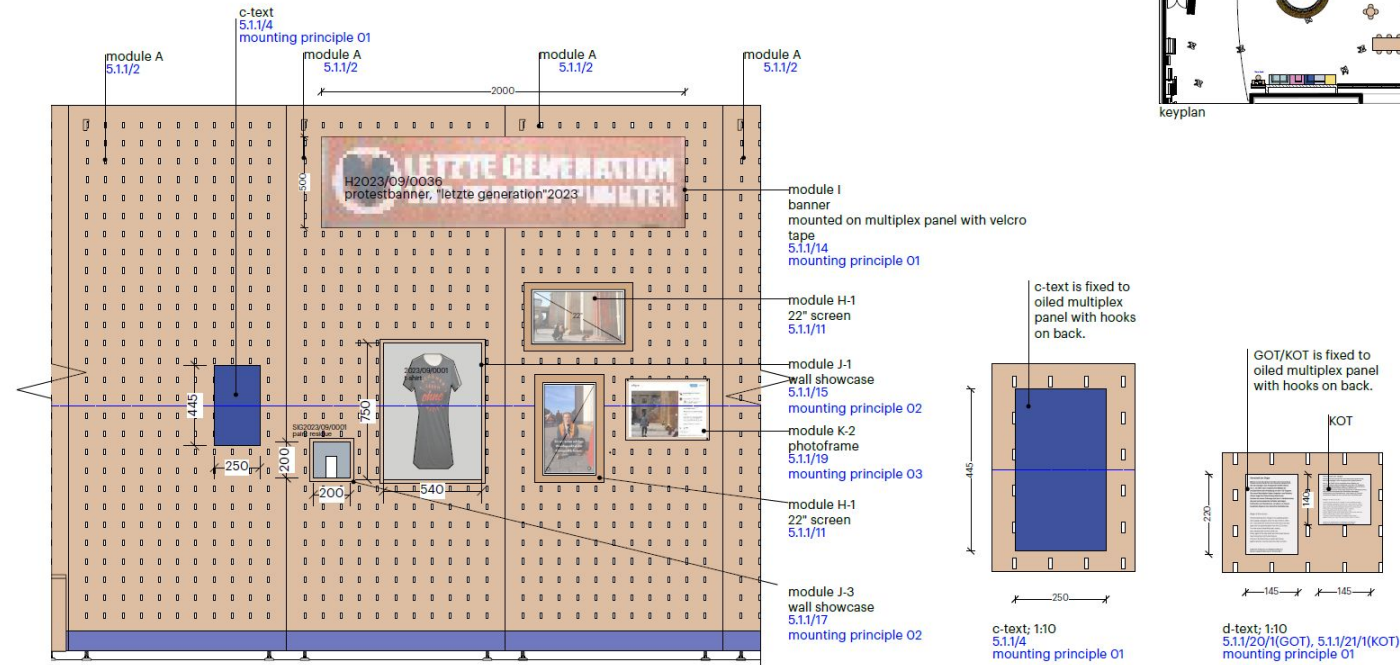 c-text
5.1.1/4
mounting principle 01
module A
5.1.1/2
module A
5.1.1/2
module A
5.1.1/2
module A
5.1.1/2
2000
500
LETZTE GENERATION
H2023/09/0036
protestbanner, "letzte generation"2023
module I
banner
mounted on multiplex panel with velcro
tape
5.1.1/14
mounting principle 01
module H-1
22" screen
5.1.1/11
module J-1
wall showcase
5.1.1/15
mounting principle 02
module K-2
photoframe
5.1.1/19
mounting principle 03
module H-1
22" screen
5.1.1/11
module J-3
wall showcase
5.1.1/17
mounting principle 02
445
250
SIG2023/09/0001
200
200
2023/09/0001
t-shirt
750
540
keyplan
c-text is fixed to
oiled multiplex
panel with hooks
on back.
445
250
c-text; 1:10
5.1.1/4
mounting principle 01
GOT/KOT is fixed to
oiled multiplex panel
with hooks on back.
KOT
220
140
145
145
d-text; 1:10
5.1.1/20/1(GOT), 5.1.1/21/1(KOT)
mounting principle 01